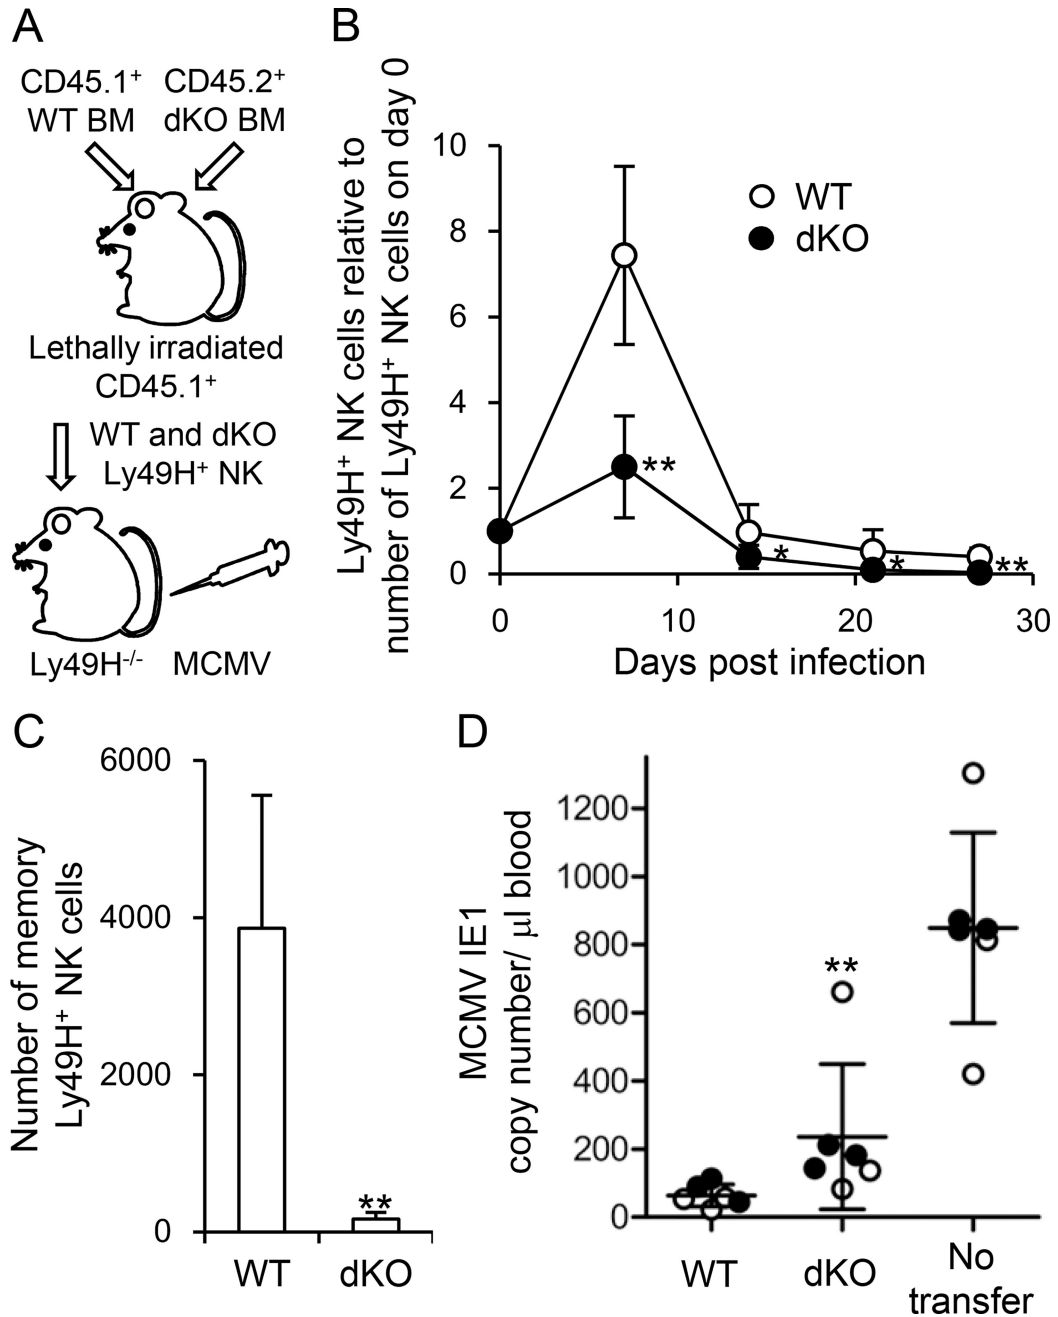 A
CD45.1+ CD45.2+
WT BM dKO BM
Lethally irradiated
CD45.1+
WT and dKO
Ly49H+ NK
Ly49H-/- MCMV
B
Ly49H+ NK cells relative to
number of Ly49H+ NK cells on day 0
10
8
6
4
2
0
WT
dKO
**
*
*
**
0 10 20 30
Days post infection
C
Number of memory
Ly49H+ NK cells
6000
4000
2000
0
**
WT dKO
D
MCMV IE1
copy number/ µl blood
1200
1000
800
600
400
200
0
**
WT dKO No
transfer